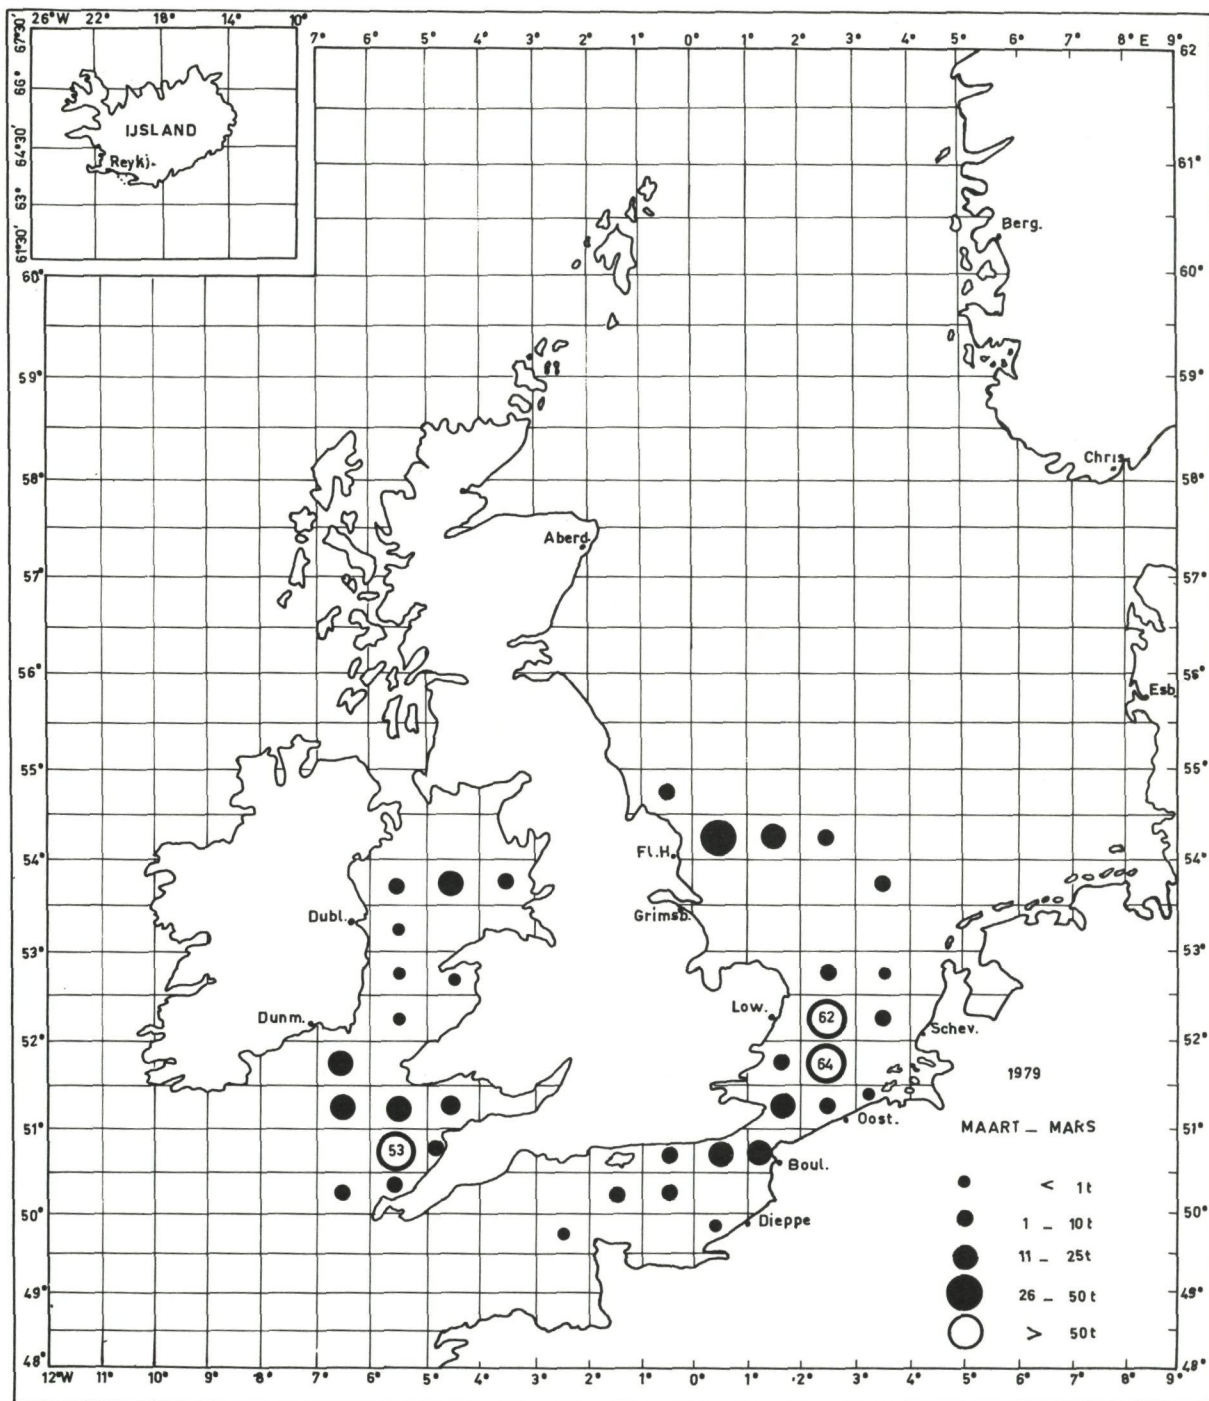 26°W 22° 18° 14° 10°
67°30'
66°
64°30'
63°
61°30'
IJSLAND
Reykj.
7° 6° 5° 4° 3° 2° 1° 0° 1° 2° 3° 4° 5° 6° 7° 8° E 9°
62
61°
Berg.
60° 60°
59° 59°
Chris
58° 58°
Aberd.
57° 57°
56° 56°
Esb
55° 55°
54° Fl.H. 54°
Dubl. Grimsb.
53° 53°
Dunm. Low. 62 Schev.
52° 52°
64
1979
Oost.
51° MAART _ MARS 51°
53 Boul.
< 1t
50° Dieppe 1 _ 10t 50°
11 _ 25t
49° 26 _ 50t 49°
> 50t
48° 48°
12°W 11° 10° 9° 8° 7° 6° 5° 4° 3° 2° 1° 0° 1° 2° 3° 4° 5° 6° 7° 8° 9°